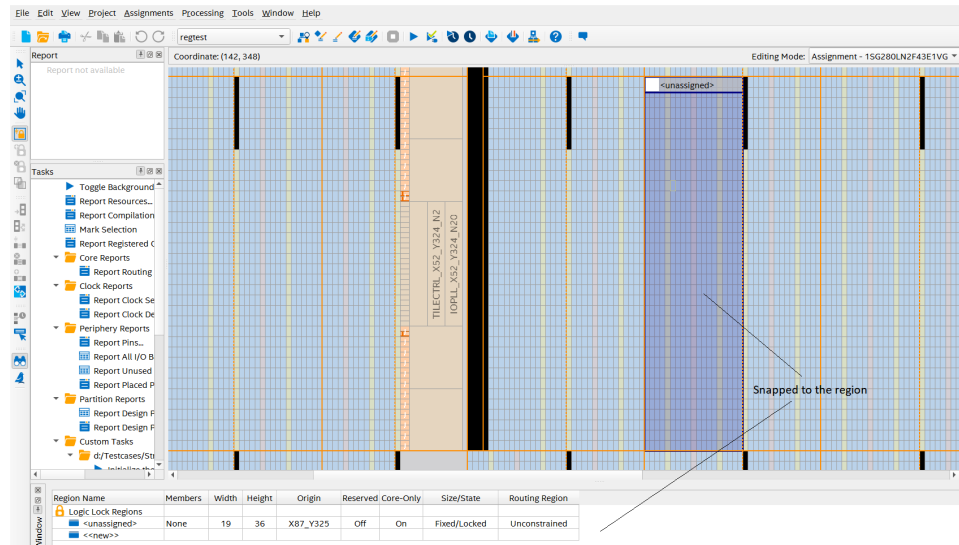 File Edit View Project Assignments Processing Tools Window Help
regtest
Report
Report not available
Coordinate: (142, 348)
Editing Mode: Assignment - 1SG280LN2F43E1VG
<unassigned>
TILECTRL_X52_Y324_N2
IOPLL_X52_Y324_N20
Snapped to the region
Tasks
Toggle Background
Report Resources...
Report Compilation
Mark Selection
Report Registered C
Core Reports
Report Routing
Clock Reports
Report Clock Se
Report Clock De
Periphery Reports
Report Pins...
Report All I/O B
Report Unused
Report Placed P
Partition Reports
Report Design F
Report Design F
Custom Tasks
d:/Testcases/Str
Initialize the
Region Name Members Width Height Origin Reserved Core-Only Size/State Routing Region
Logic Lock Regions
<unassigned> None 19 36 X87_Y325 Off On Fixed/Locked Unconstrained
<<new>>
Window